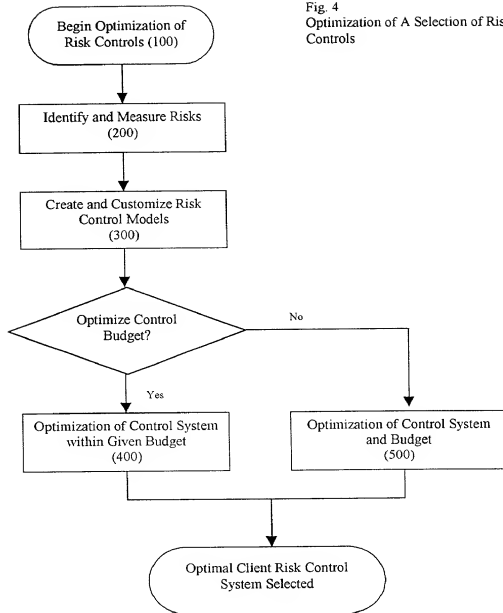 Fig. 4
Optimization of A Selection of
Controls
Begin Optimization of
Risk Controls (100)
Identify and Measure Risks
(200)
Create and Customize Risk
Control Models
(300)
Optimize Control
Budget?
No
Yes
Optimization of Control System
within Given Budget
(400)
Optimization of Control System
and Budget
(500)
Optimal Client Risk Control
System Selected